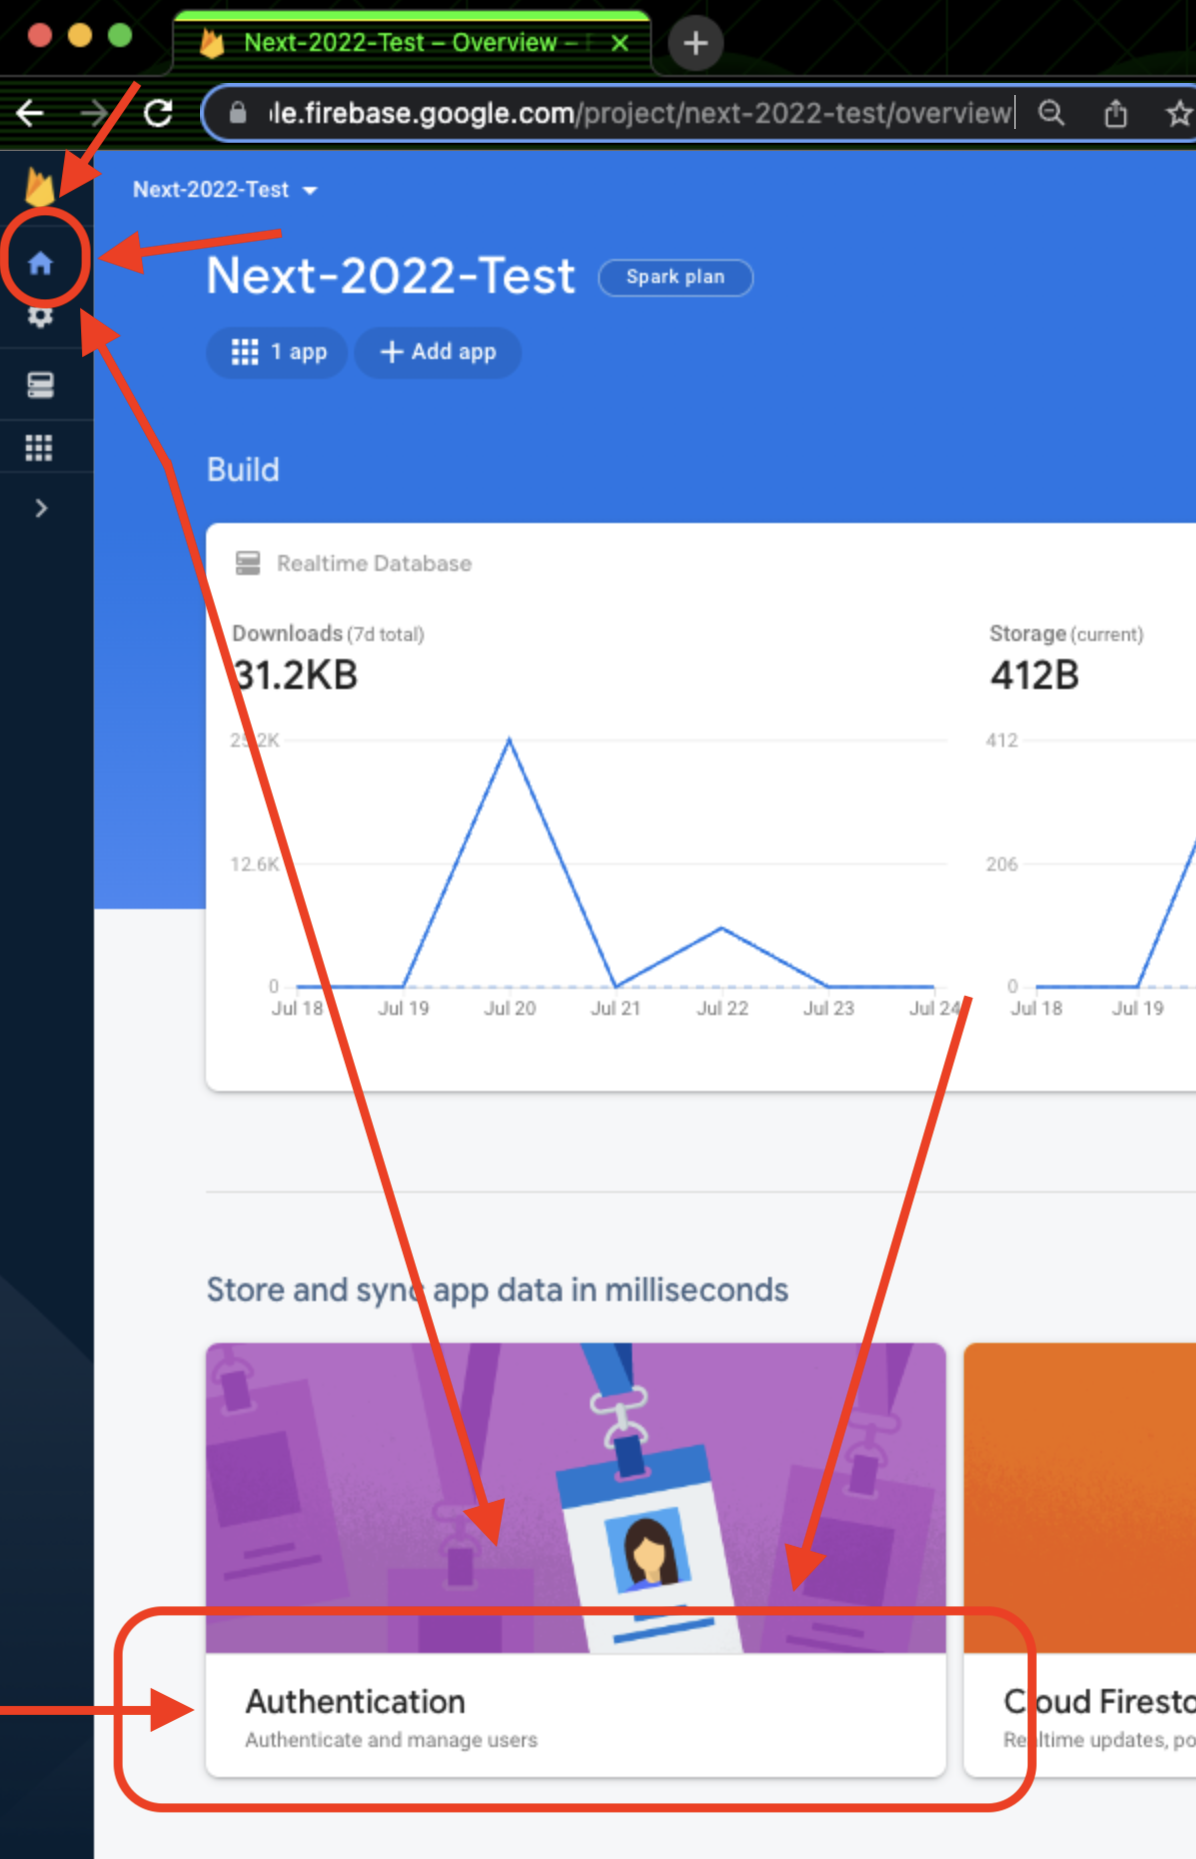 Next-2022-Test – Overview –
le.firebase.google.com/project/next-2022-test/overview
Next-2022-Test
Next-2022-Test Spark plan
1 app + Add app
Build
Realtime Database
Downloads (7d total)
31.2KB
25.2K
12.6K
0
Jul 18 Jul 19 Jul 20 Jul 21 Jul 22 Jul 23 Jul 24
Storage (current)
412B
412
206
0
Jul 18 Jul 19
Store and sync app data in milliseconds
Authentication
Authenticate and manage users
Cloud Firesto
Realtime updates, po